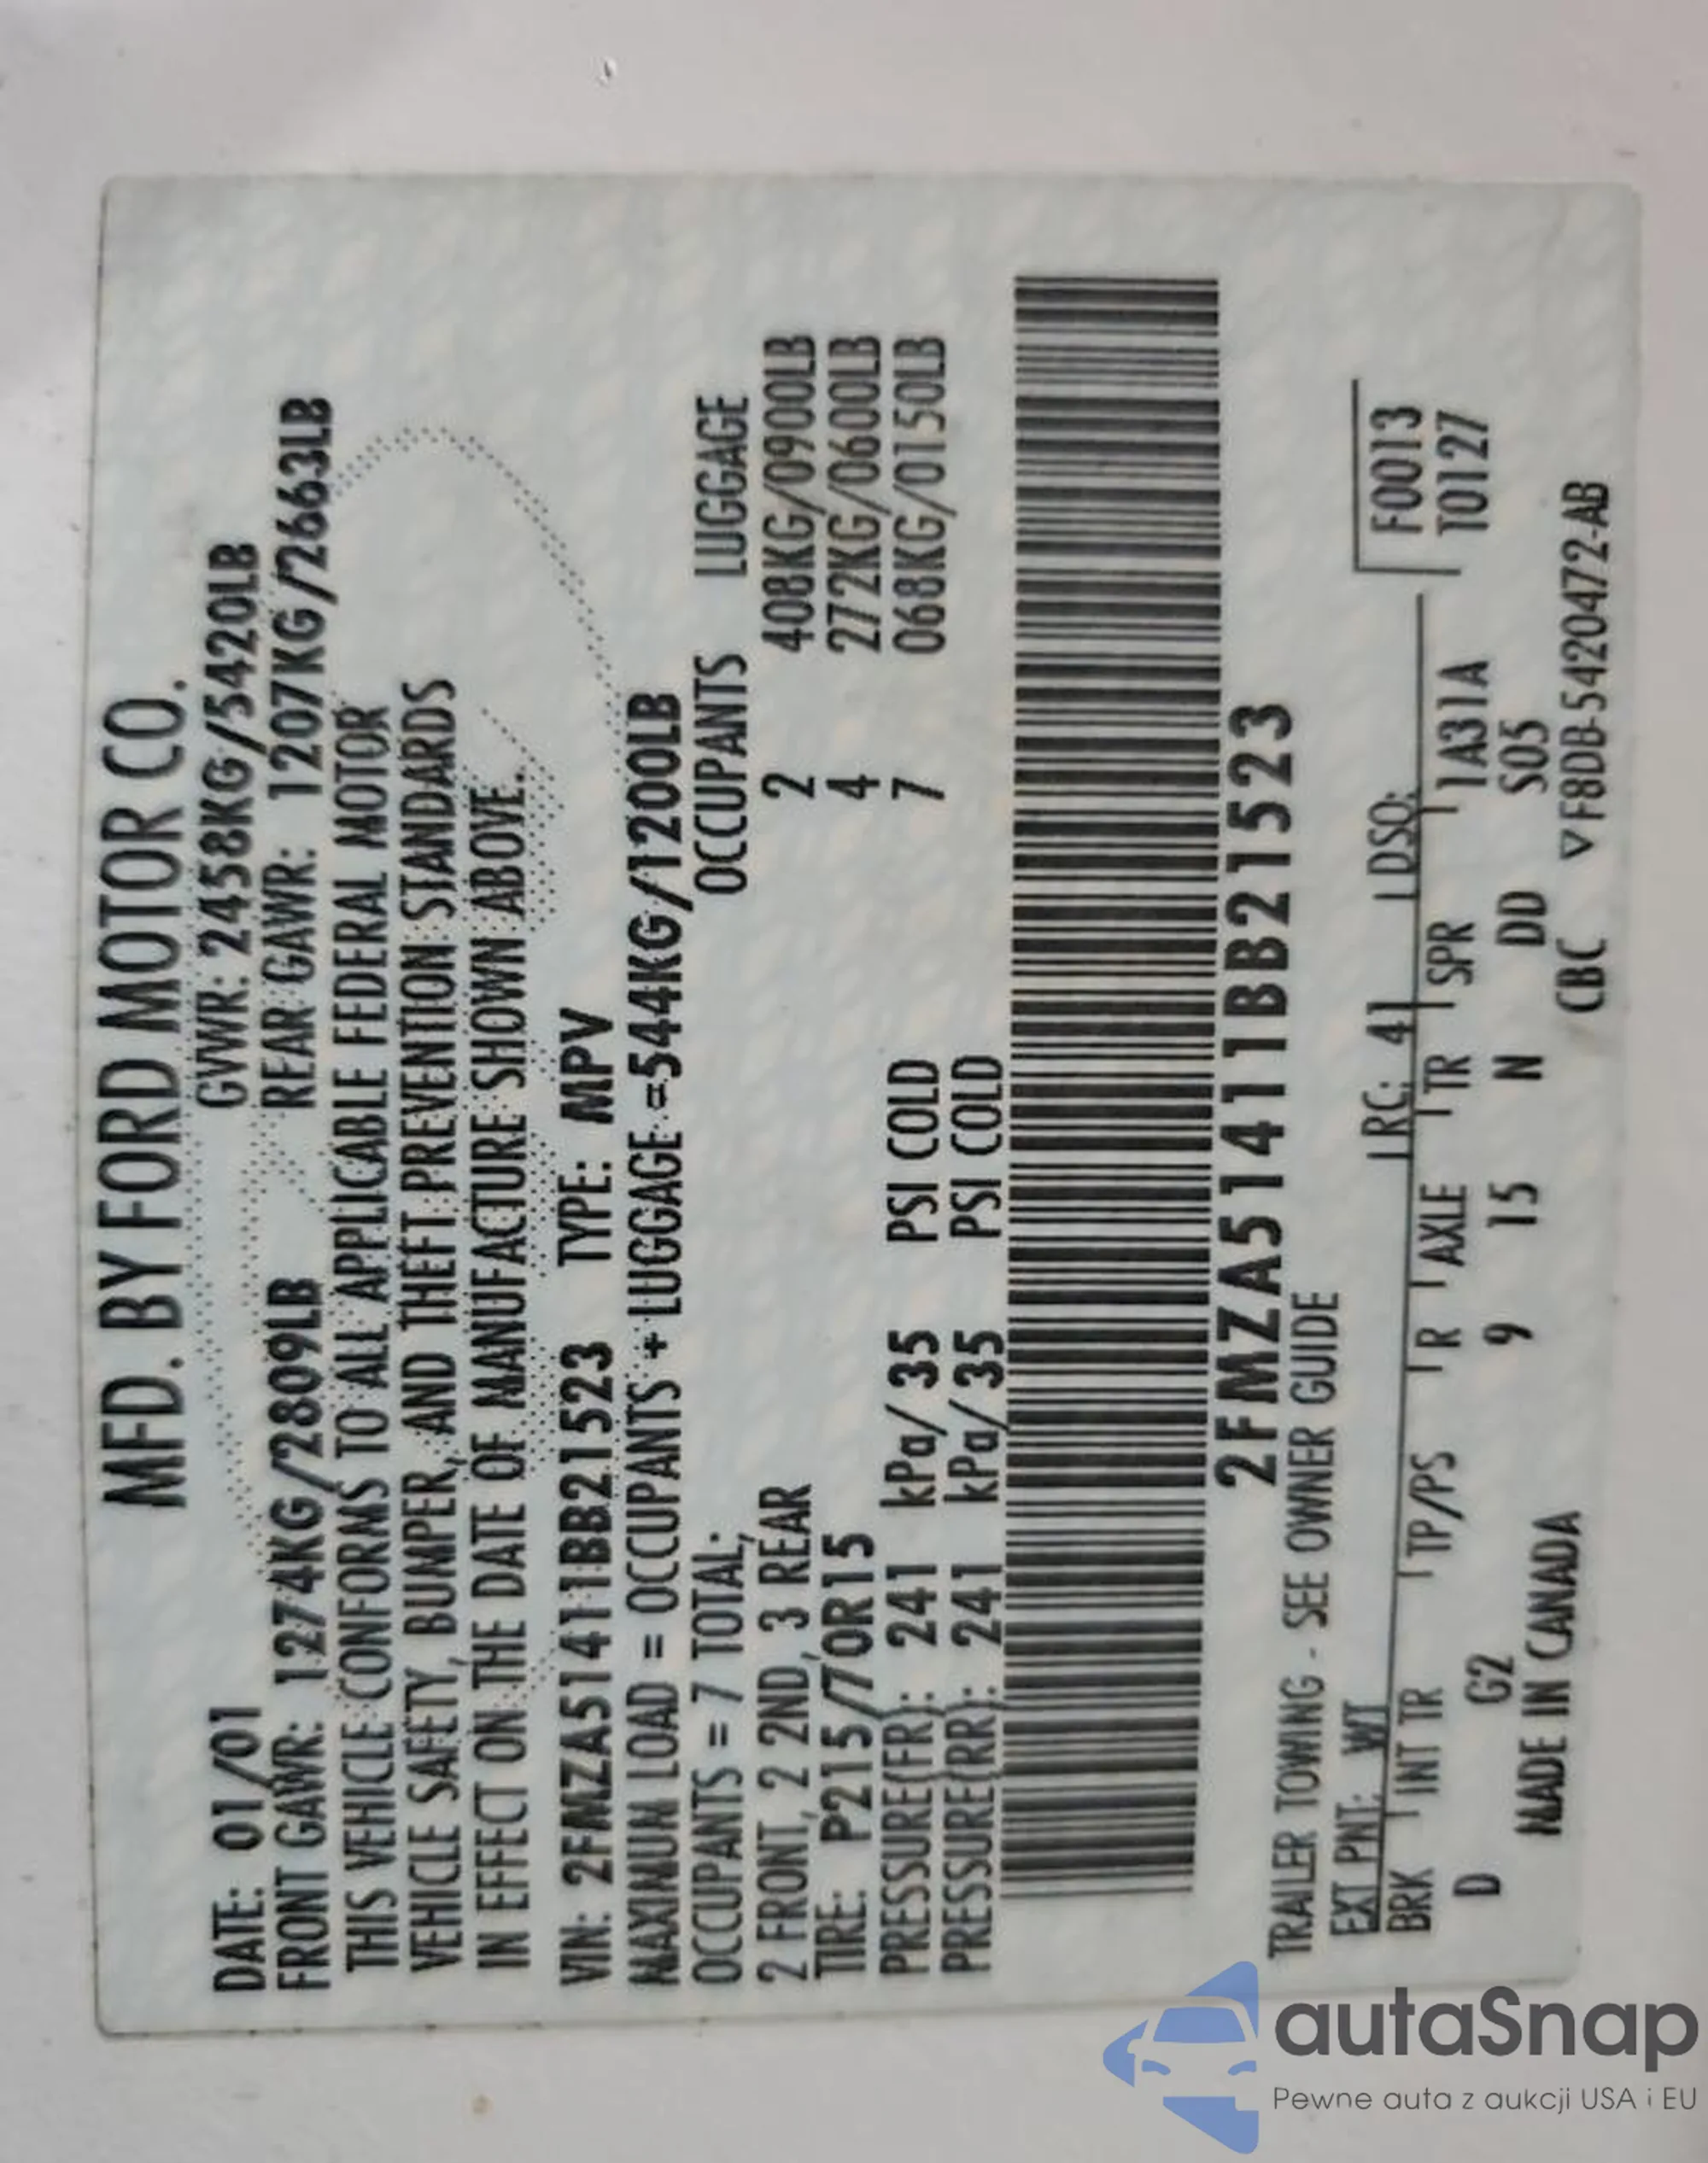 MFD. BY FORD MOTOR CO.
DATE: 01/01 GVWR: 2458KG/5420LB
FRONT GAWR: 1274KG/2809LB REAR GAWR: 1207KG/2663LB
THIS VEHICLE CONFORMS TO ALL APPLICABLE FEDERAL MOTOR
VEHICLE SAFETY, BUMPER, AND THEFT PREVENTION STANDARDS
IN EFFECT ON THE DATE OF MANUFACTURE SHOWN ABOVE.
VIN: 2FMZA51411BB21523 TYPE: MPV
MAXIMUM LOAD = OCCUPANTS + LUGGAGE =544KG/1200LB
OCCUPANTS = 7 TOTAL; OCCUPANTS LUGGAGE
2 FRONT, 2 2ND, 3 REAR 2 408KG/0900LB
TIRE: P215/70R15 4 272KG/0600LB
PRESSURE(FR): 241 kPa/ 35 PSI COLD 7 068KG/0150LB
PRESSURE(RR): 241 kPa/ 35 PSI COLD
2FMZA51411BB21523
TRAILER TOWING - SEE OWNER GUIDE
EXT PNT: WT RC: 41 DSO: F0013
BRK INT TR TP/PS R AXLE TR SPR 1A31A T0127
D G2 9 15 N DD S05
MADE IN CANADA CBC ▽F8DB-5420472-AB
autaSnap
Pewne auta z aukcji USA i EU